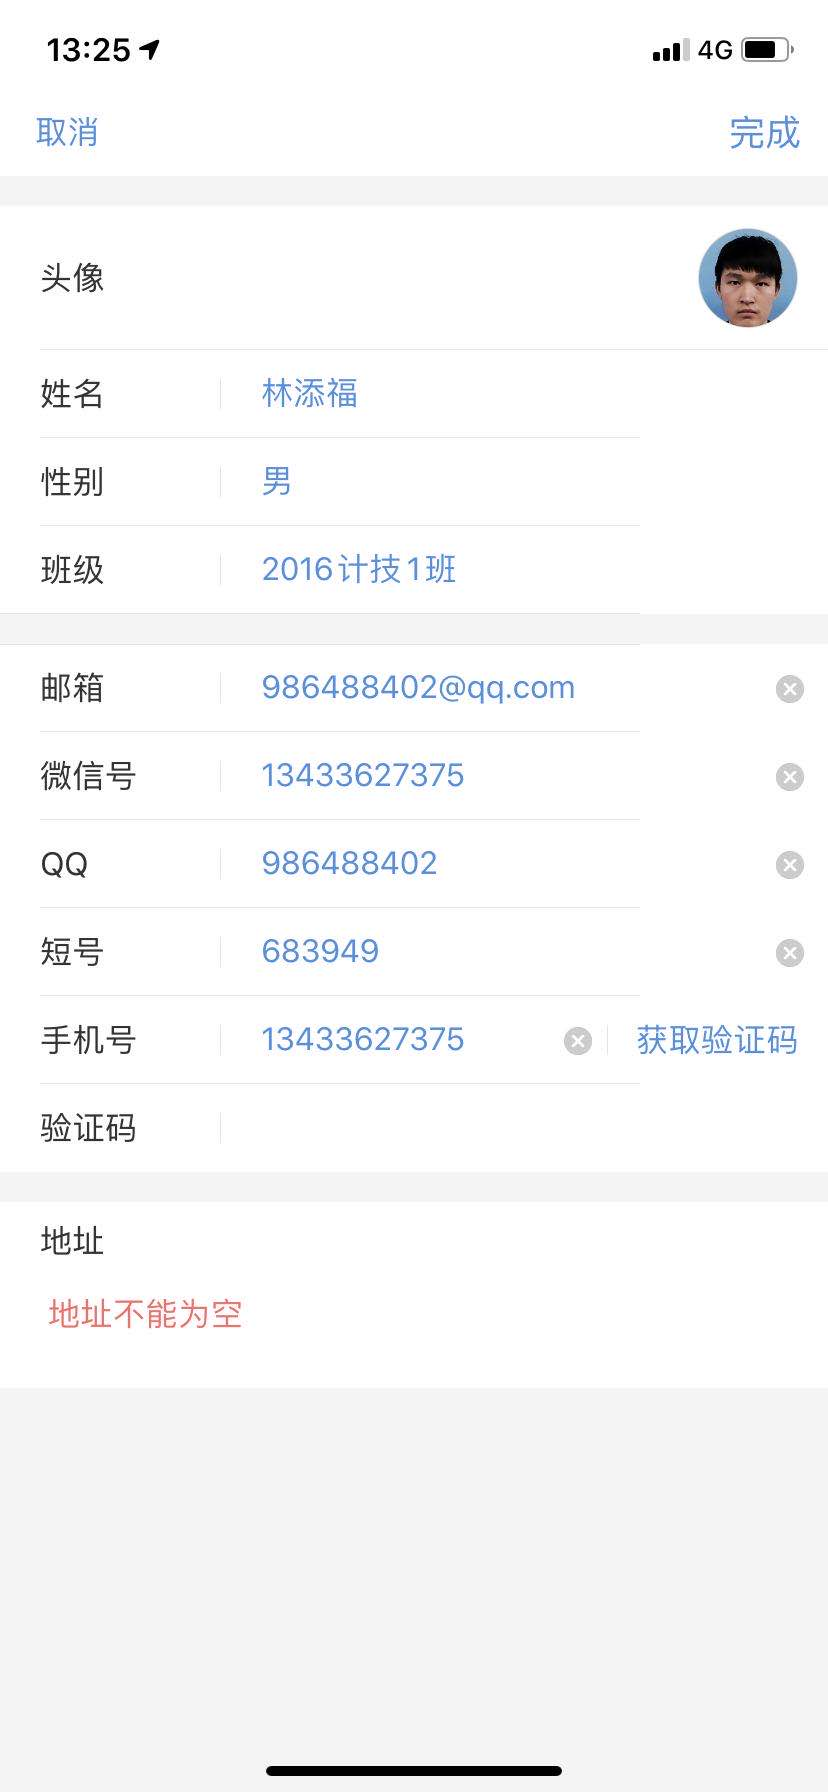 13:25 4G
取消 完成
头像
姓名 林添福
性别 男
班级 2016计技1班
邮箱 986488402@qq.com
微信号 13433627375
QQ 986488402
短号 683949
手机号 13433627375 获取验证码
验证码
地址
地址不能为空